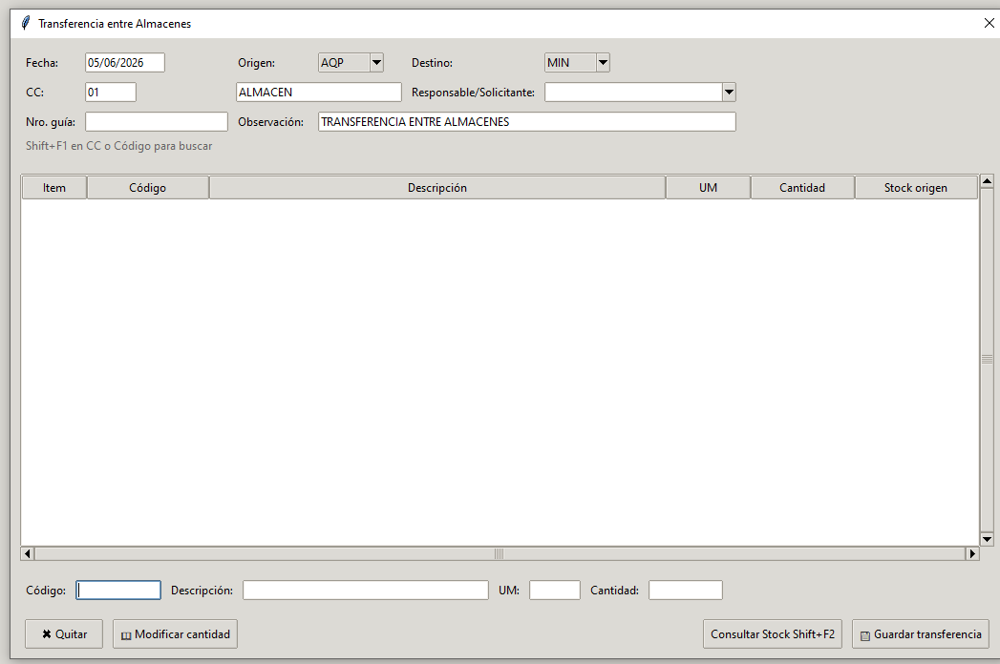 Transferencia entre Almacenes
Fecha: 05/06/2026 Origen: AQP Destino: MIN
CC: 01 ALMACEN Responsable/Solicitante:
Nro. guía: Observación: TRANSFERENCIA ENTRE ALMACENES
Shift+F1 en CC o Código para buscar
Item Código Descripción UM Cantidad Stock origen
Código: Descripción: UM: Cantidad:
Quitar Modificar cantidad Consultar Stock Shift+F2 Guardar transferencia